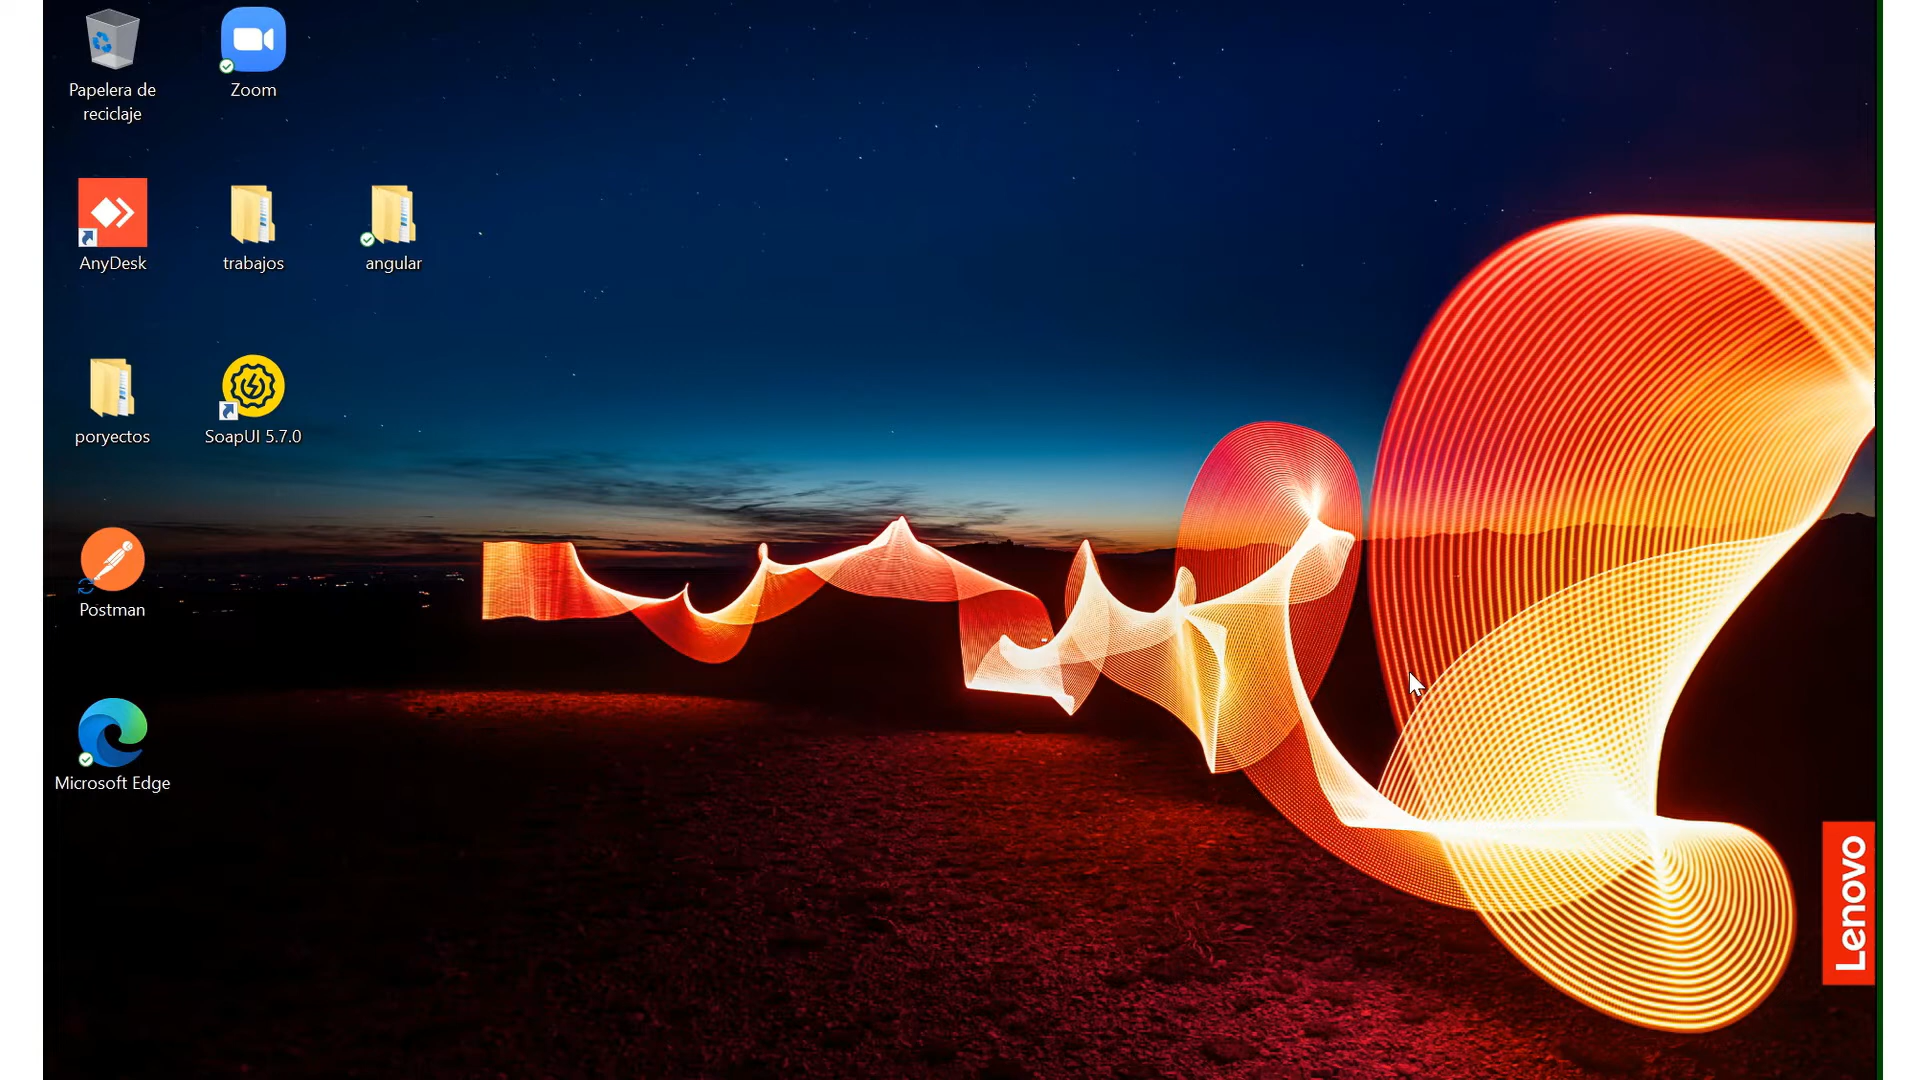 Papelera de
reciclaje
Zoom
AnyDesk
trabajos
angular
poryectos
SoapUI 5.7.0
Postman
Microsoft Edge
Lenovo